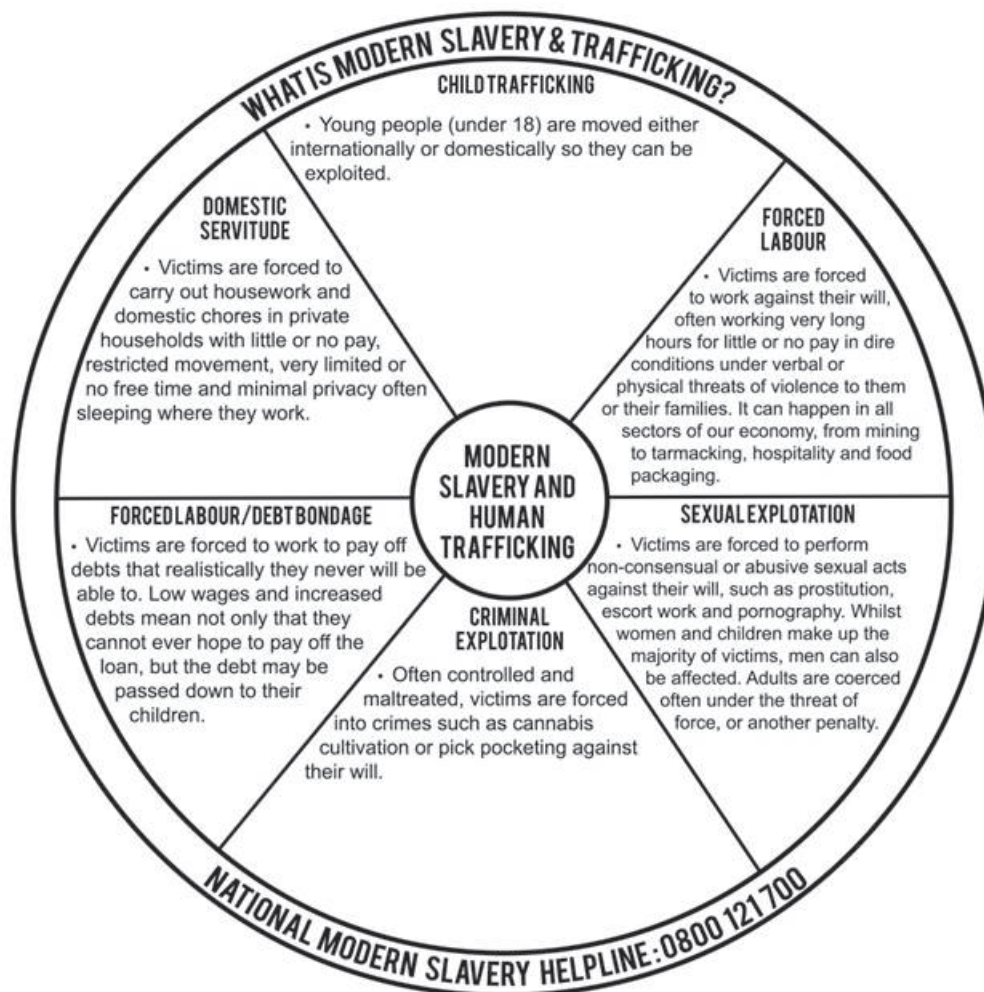 WHAT IS MODERN SLAVERY & TRAFFICKING?
CHILD TRAFFICKING
• Young people (under 18) are moved either
internationally or domestically so they can be
exploited.
FORCED
LABOUR
• Victims are forced
to work against their will,
often working very long
hours for little or no pay in dire
conditions under verbal or
physical threats of violence to them
or their families. It can happen in all
sectors of our economy, from mining
to tarmacking, hospitality and food
packaging.
SEXUAL EXPLOTATION
• Victims are forced to perform
non-consensual or abusive sexual acts
against their will, such as prostitution,
escort work and pornography. Whilst
women and children make up the
majority of victims, men can also
be affected. Adults are coerced
often under the threat of
force, or another penalty.
CRIMINAL
EXPLOTATION
• Often controlled and
maltreated, victims are forced
into crimes such as cannabis
cultivation or pick pocketing against
their will.
FORCED LABOUR/DEBT BONDAGE
• Victims are forced to work to pay off
debts that realistically they never will be
able to. Low wages and increased
debts mean not only that they
cannot ever hope to pay off the
loan, but the debt may be
passed down to their
children.
DOMESTIC
SERVITUDE
• Victims are forced to
carry out housework and
domestic chores in private
households with little or no pay,
restricted movement, very limited or
no free time and minimal privacy often
sleeping where they work.
MODERN
SLAVERY AND
HUMAN
TRAFFICKING
NATIONAL MODERN SLAVERY HELPLINE: 0800 121 700